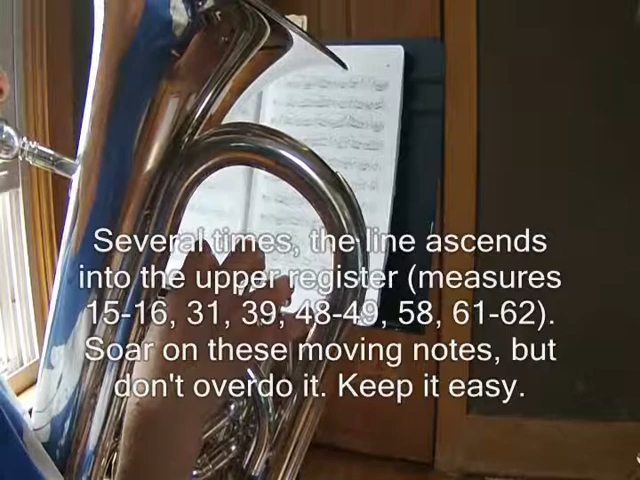 Several times, the line ascends
into the upper register (measures
15-16, 31, 39, 48-49, 58, 61-62).
Soar on these moving notes, but
don't overdo it. Keep it easy.